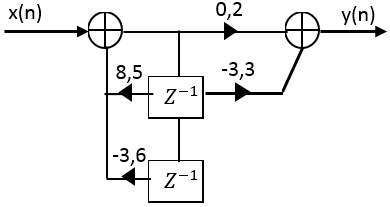 x(n)
0,2
y(n)
8,5
Z⁻¹
-3,3
-3,6
Z⁻¹